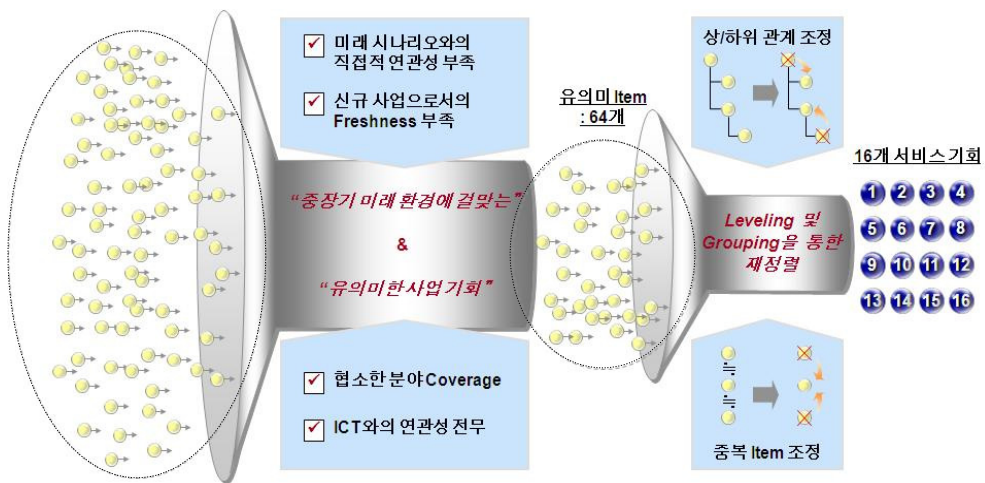 미래 시나리오와의
직접적 연관성 부족
신규 사업으로서의
Freshness 부족
“중장기 미래 환경에 걸맞는”
&
“유의미한 사업 기회”
협소한 분야 Coverage
ICT와의 연관성 전무
유의미 Item
: 64개
상/하위 관계 조정
Leveling 및
Grouping을 통한
재정렬
≒
≒
중복 Item 조정
16개 서비스 기회
1 2 3 4
5 6 7 8
9 10 11 12
13 14 15 16